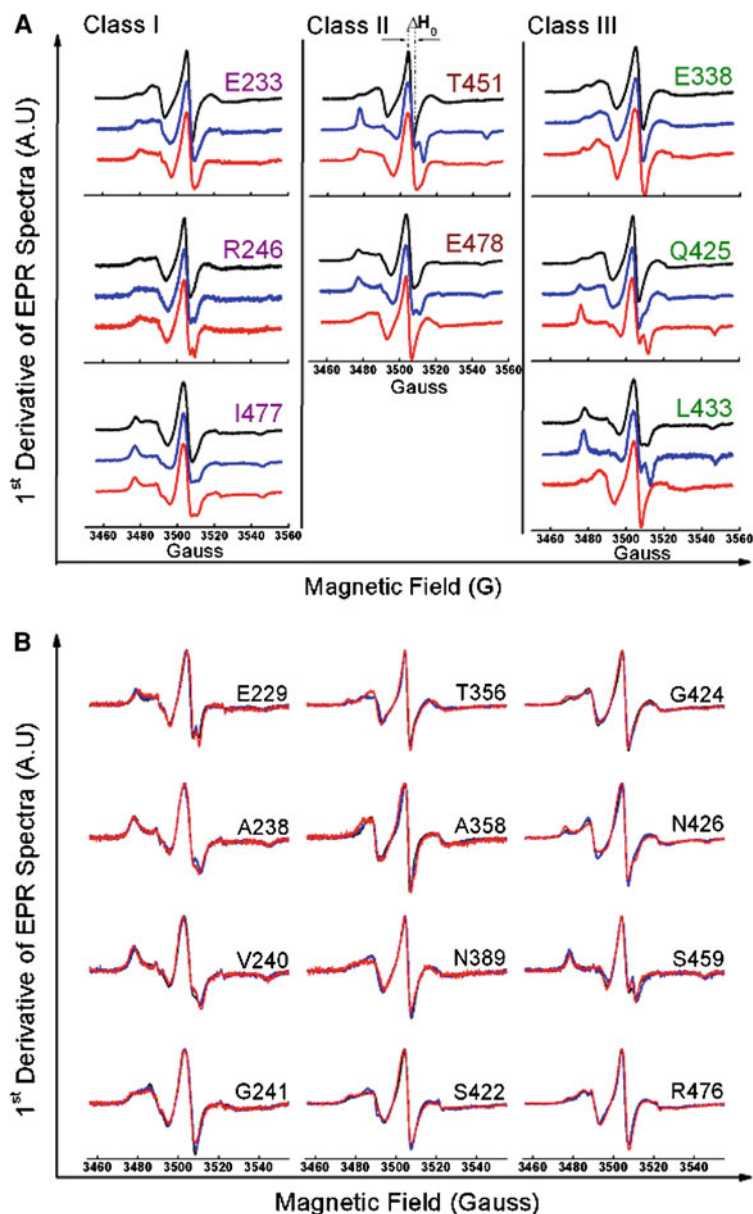 A
Class I
Class II
ΔH0
Class III
E233
T451
E338
R246
E478
Q425
I477
L433
3460 3480 3500 3520 3540 3560
Gauss
3460 3480 3500 3520 3540 3560
Gauss
3460 3480 3500 3520 3540 3560
Gauss
1st Derivative of EPR Spectra (A.U)
Magnetic Field (G)
B
E229
T356
G424
A238
A358
N426
V240
N389
S459
G241
S422
R476
3460 3480 3500 3520 3540
3460 3480 3500 3520 3540
3460 3480 3500 3520 3540
1st Derivative of EPR Spectra (A.U)
Magnetic Field (Gauss)